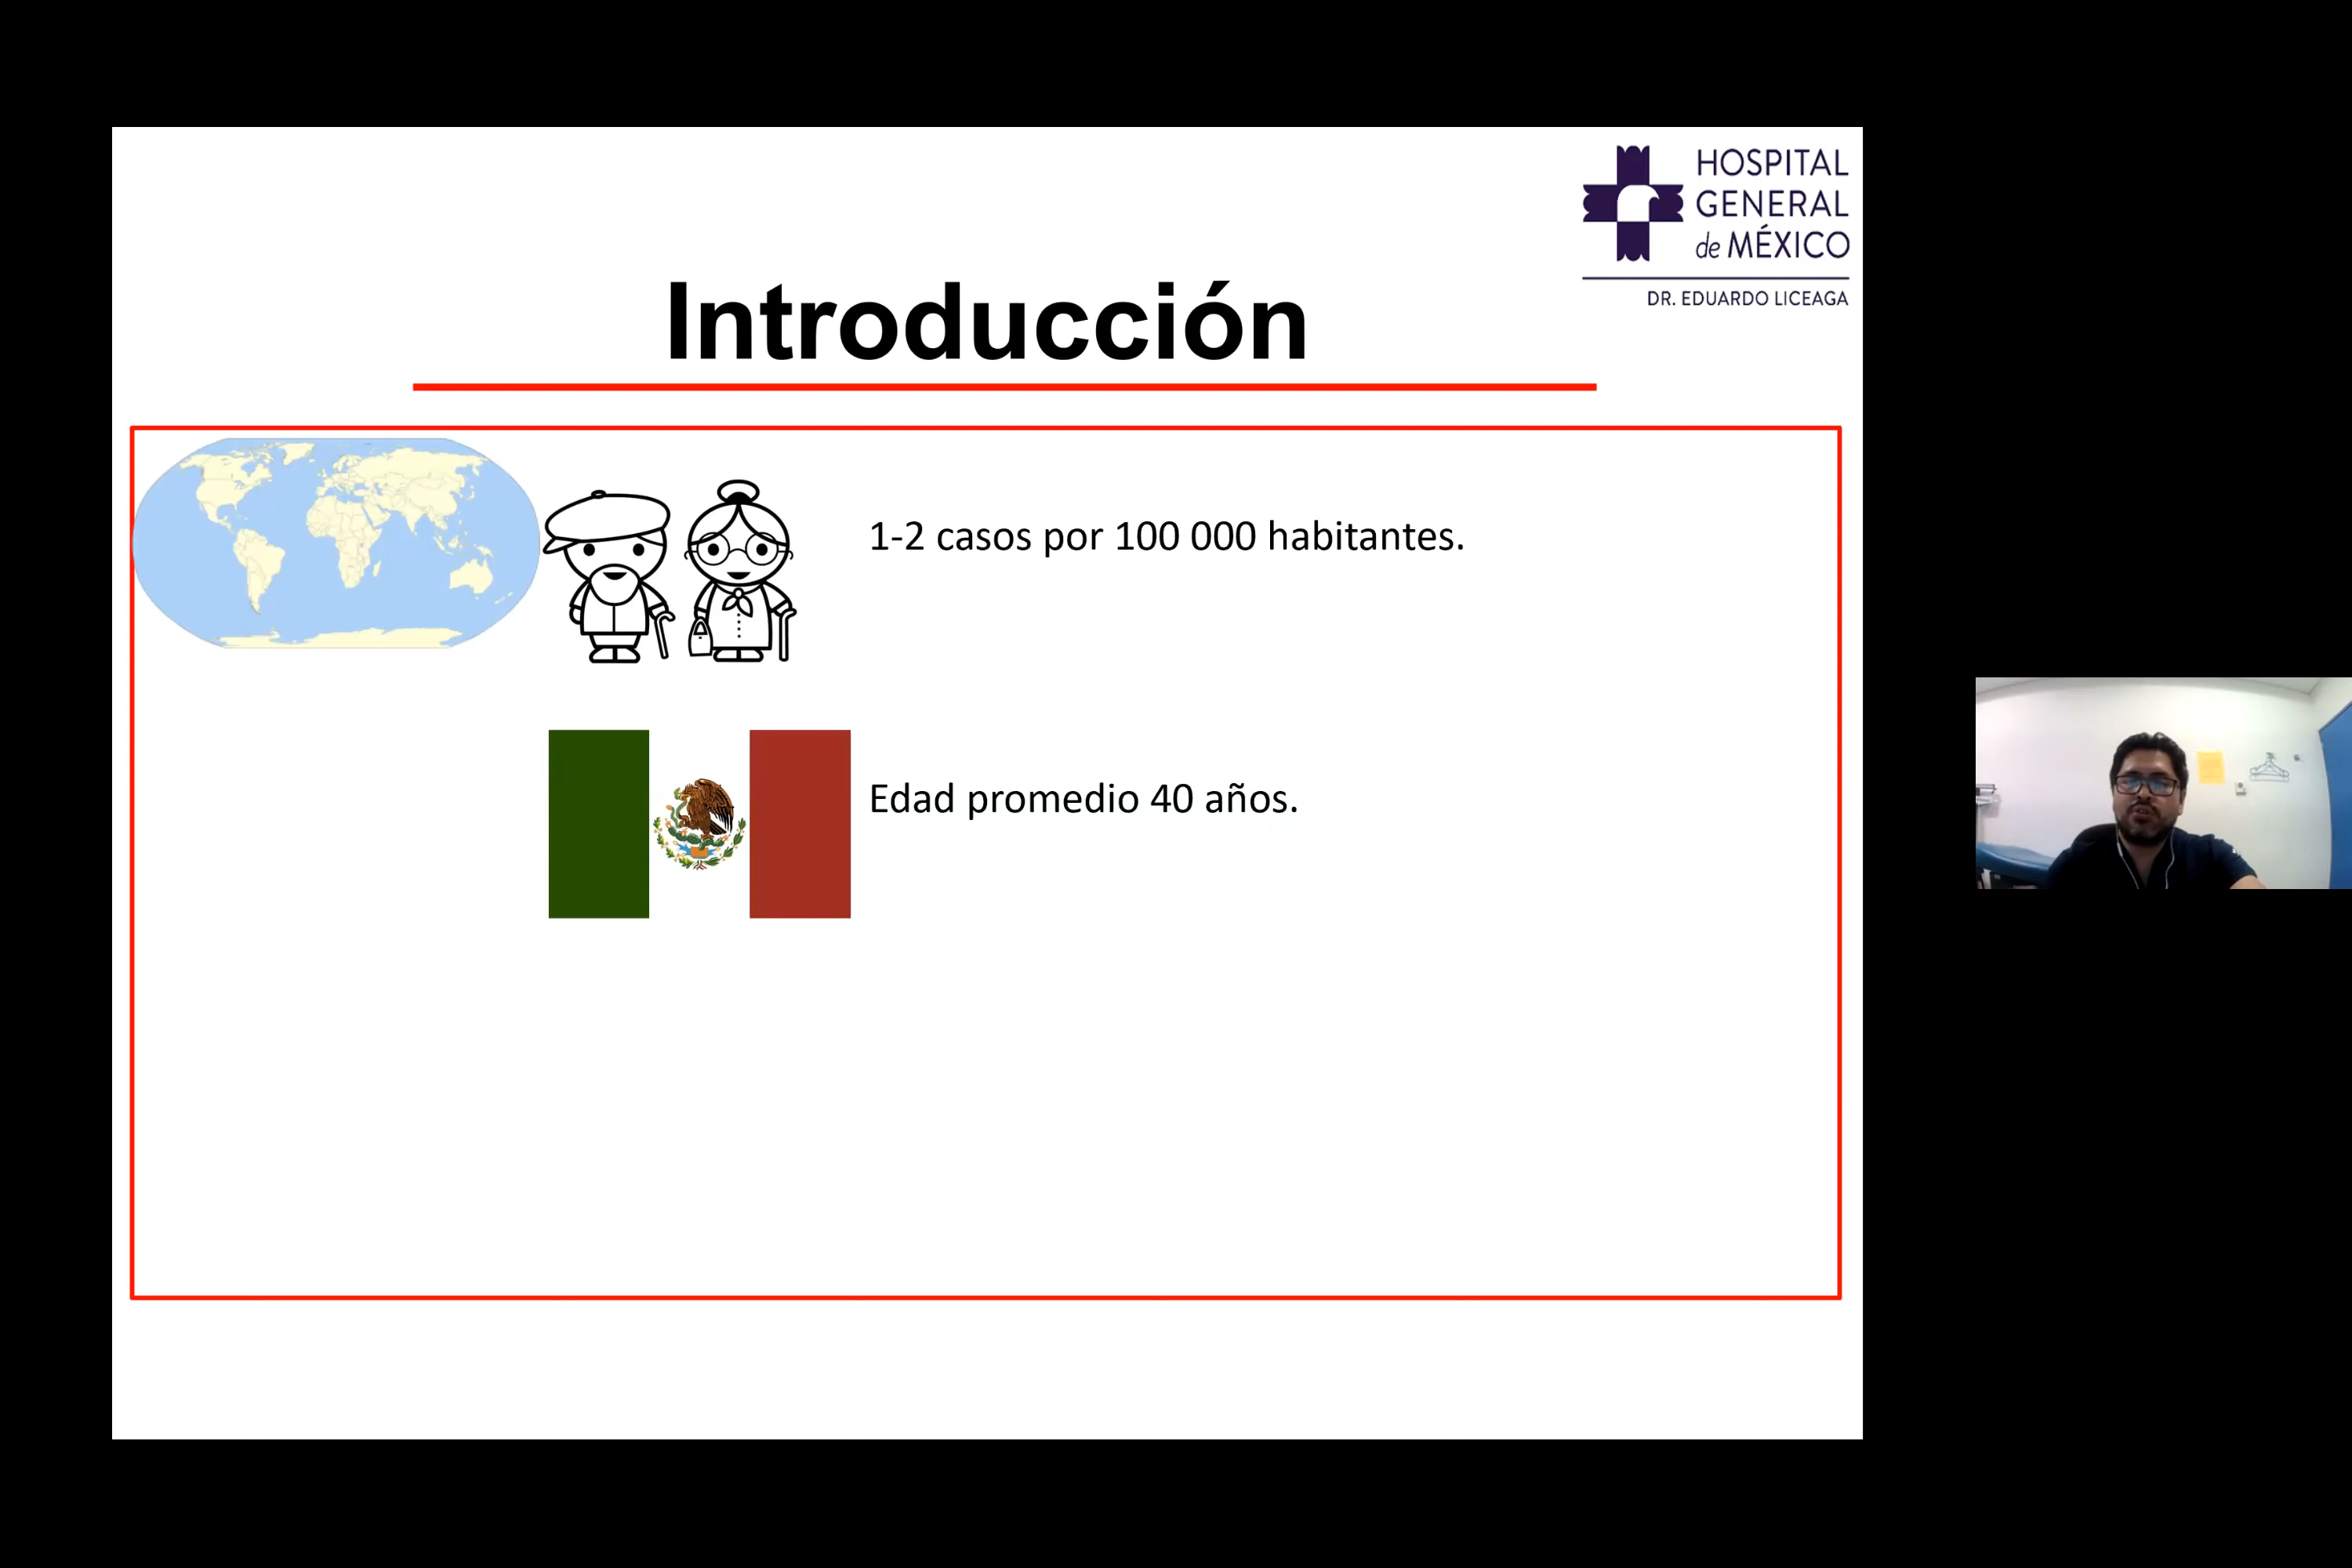 HOSPITAL
GENERAL
de MÉXICO
DR. EDUARDO LICEAGA
Introducción
1-2 casos por 100 000 habitantes.
Edad promedio 40 años.